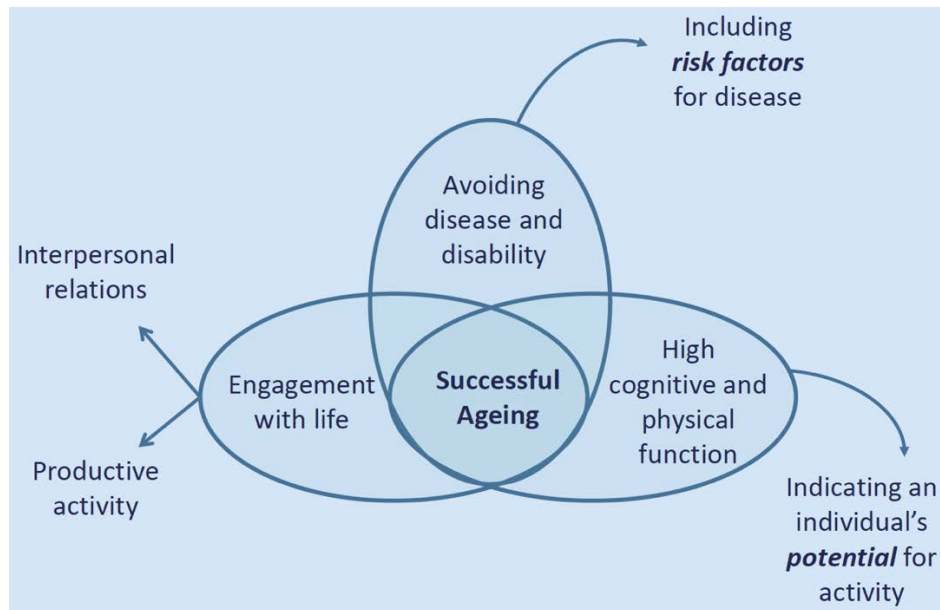 Including
risk factors
for disease
Avoiding
disease and
disability
Interpersonal
relations
Engagement
with life
Successful
Ageing
High
cognitive and
physical
function
Productive
activity
Indicating an
individual's
potential for
activity